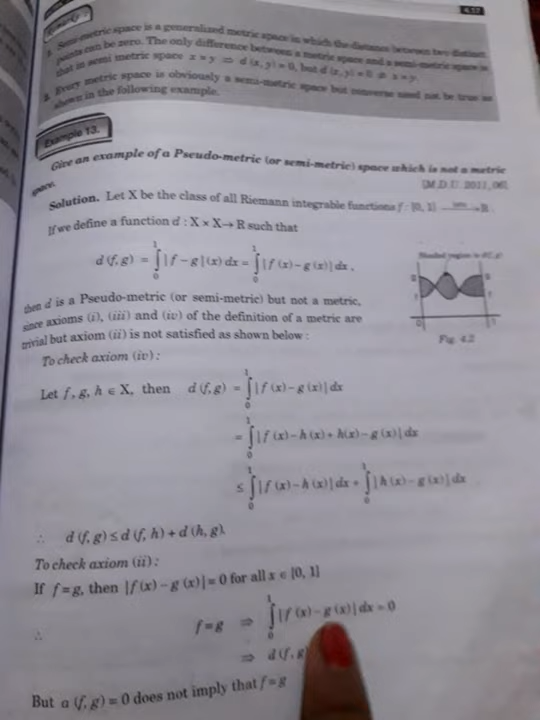 4.17
Remarks :
1. Semi-metric space is a generalized metric space in which the distance between two distinct
points can be zero. The only difference between a metric space and a semi-metric space is
that in semi metric space x = y ⇒ d (x, y) = 0, but d (x, y) = 0 ⇏ x = y.
2. Every metric space is obviously a semi-metric space but converse need not be true as
shown in the following example.
Example 13.
Give an example of a Pseudo-metric (or semi-metric) space which is not a metric
space. [M.D.U. 2011, 06]
Solution. Let X be the class of all Riemann integrable functions f : [0, 1] → R.
If we define a function d : X × X → R such that
d (f, g) = ∫₀¹ | f – g | (x) dx = ∫₀¹ | f (x) – g (x) | dx,
Shaded region is d(f, g)
then d is a Pseudo-metric (or semi-metric) but not a metric,
since axioms (i), (iii) and (iv) of the definition of a metric are
trivial but axiom (ii) is not satisfied as shown below :
0 1
Fig. 4.2
To check axiom (iv) :
Let f, g, h ∈ X, then d (f, g) = ∫₀¹ | f (x) – g (x) | dx
= ∫₀¹ | f (x) – h (x) + h(x) – g (x) | dx
≤ ∫₀¹ | f (x) – h (x) | dx + ∫₀¹ | h (x) – g (x) | dx
∴ d (f, g) ≤ d (f, h) + d (h, g).
To check axiom (ii) :
If f = g, then | f (x) – g (x) | = 0 for all x ∈ [0, 1]
∴ f = g ⇒ ∫₀¹ | f (x) – g (x) | dx = 0
⇒ d (f, g)
But d (f, g) = 0 does not imply that f = g